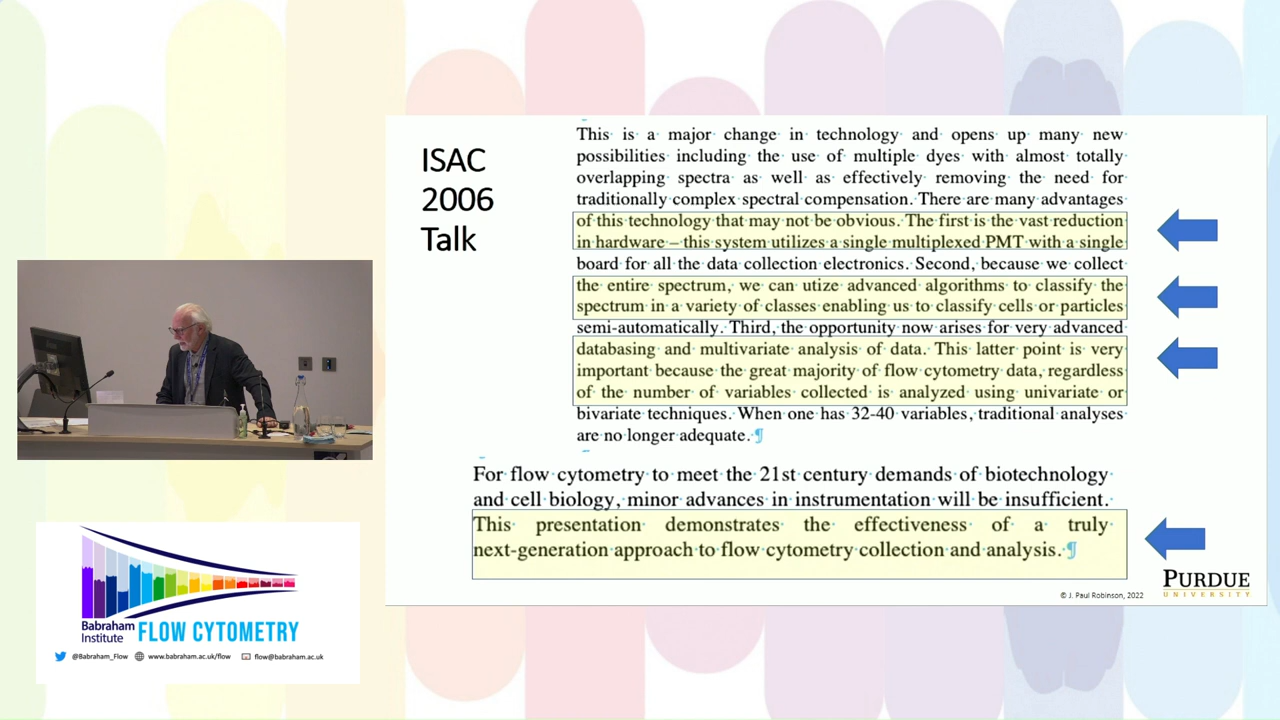 ISAC
2006
Talk
This is a major change in technology and opens up many new
possibilities including the use of multiple dyes with almost totally
overlapping spectra as well as effectively removing the need for
traditionally complex spectral compensation. There are many advantages
of this technology that may not be obvious. The first is the vast reduction
in hardware – this system utilizes a single multiplexed PMT with a single
board for all the data collection electronics. Second, because we collect
the entire spectrum, we can utize advanced algorithms to classify the
spectrum in a variety of classes enabling us to classify cells or particles
semi-automatically. Third, the opportunity now arises for very advanced
databasing and multivariate analysis of data. This latter point is very
important because the great majority of flow cytometry data, regardless
of the number of variables collected is analyzed using univariate or
bivariate techniques. When one has 32-40 variables, traditional analyses
are no longer adequate. ¶
For flow cytometry to meet the 21st century demands of biotechnology
and cell biology, minor advances in instrumentation will be insufficient.
This presentation demonstrates the effectiveness of a truly
next-generation approach to flow cytometry collection and analysis. ¶
© J. Paul Robinson, 2022
PURDUE
UNIVERSITY
Babraham
Institute
FLOW CYTOMETRY
@Babraham_Flow
www.babraham.ac.uk/flow
flow@babraham.ac.uk